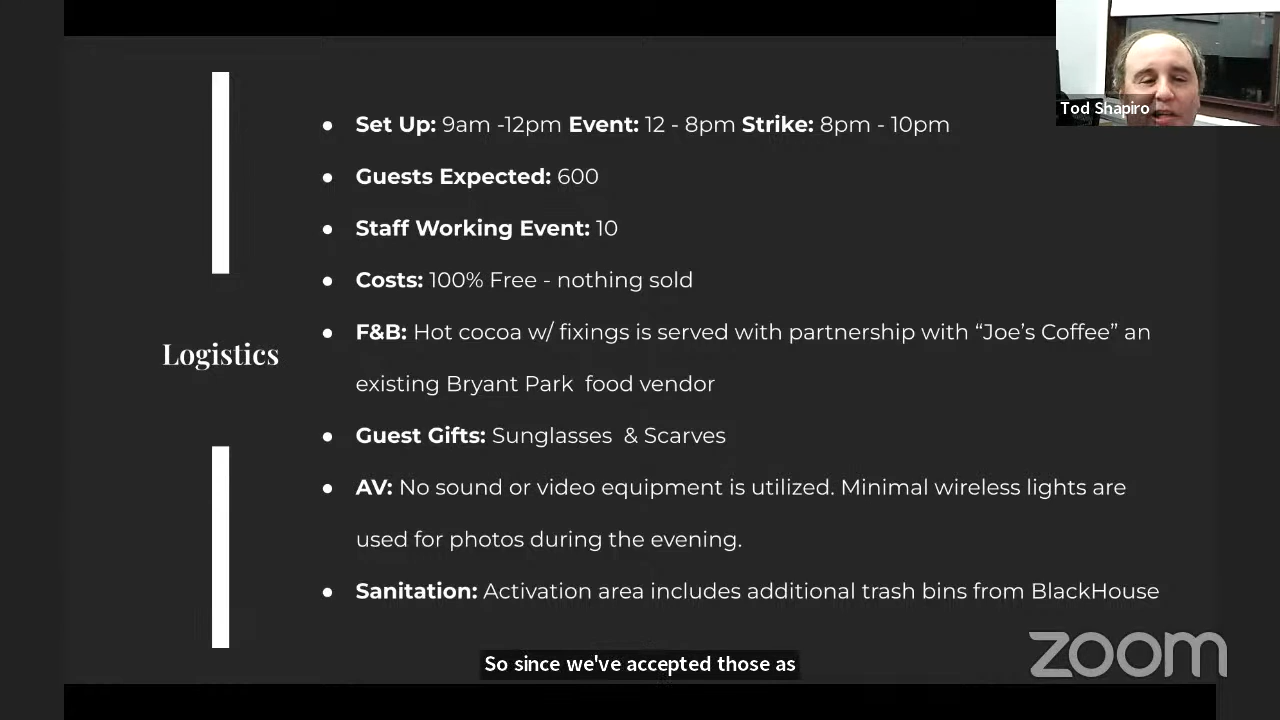 Tod Shapiro
● Set Up: 9am -12pm Event: 12 - 8pm Strike: 8pm - 10pm
● Guests Expected: 600
● Staff Working Event: 10
● Costs: 100% Free - nothing sold
● F&B: Hot cocoa w/ fixings is served with partnership with “Joe’s Coffee” an
existing Bryant Park  food vendor
Logistics
● Guest Gifts: Sunglasses  & Scarves
● AV: No sound or video equipment is utilized. Minimal wireless lights are
used for photos during the evening.
● Sanitation: Activation area includes additional trash bins from BlackHouse
So since we've accepted those as
zoom